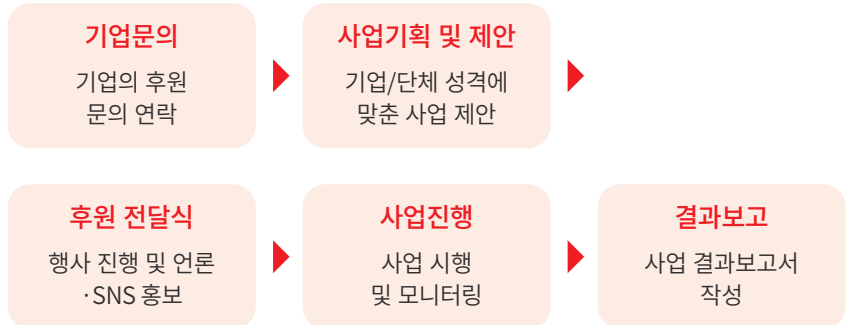 기업문의
기업의 후원
문의 연락
사업기획 및 제안
기업/단체 성격에
맞춘 사업 제안
후원 전달식
행사 진행 및 언론
·SNS 홍보
사업진행
사업 시행
및 모니터링
결과보고
사업 결과보고서
작성